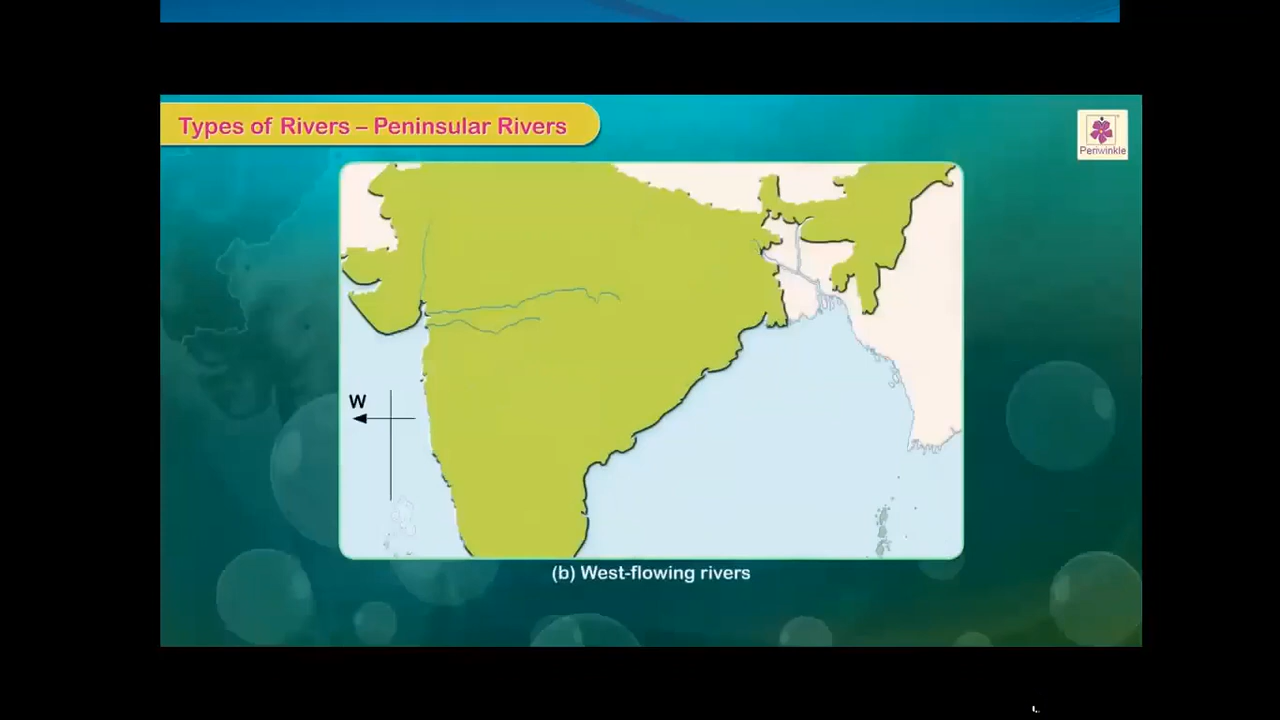 Types of Rivers – Peninsular Rivers
Periwinkle
W
(b) West-flowing rivers